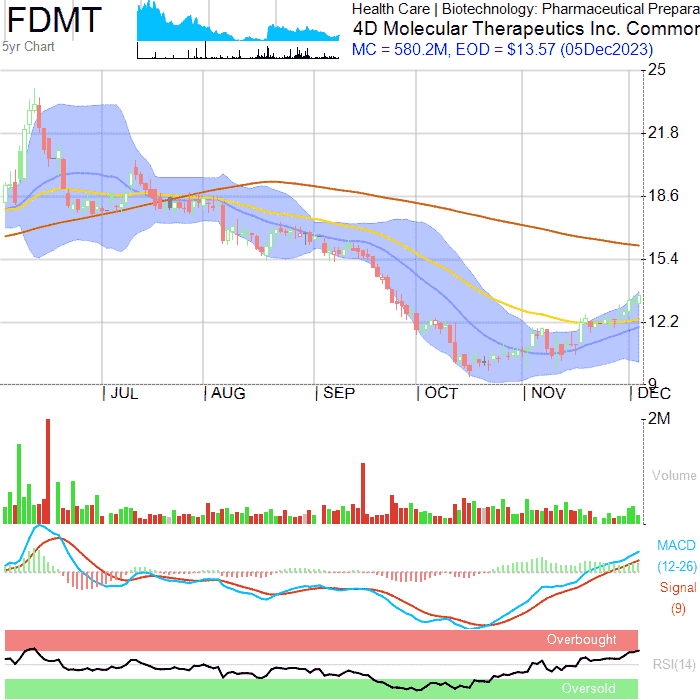 FDMT
5yr Chart
Health Care | Biotechnology: Pharmaceutical Prepara
4D Molecular Therapeutics Inc. Common
MC = 580.2M, EOD = $13.57 (05Dec2023)
25
21.8
18.6
15.4
12.2
9
JUL
AUG
SEP
OCT
NOV
DEC
2M
Volume
MACD
(12-26)
Signal
(9)
Overbought
RSI(14)
Oversold